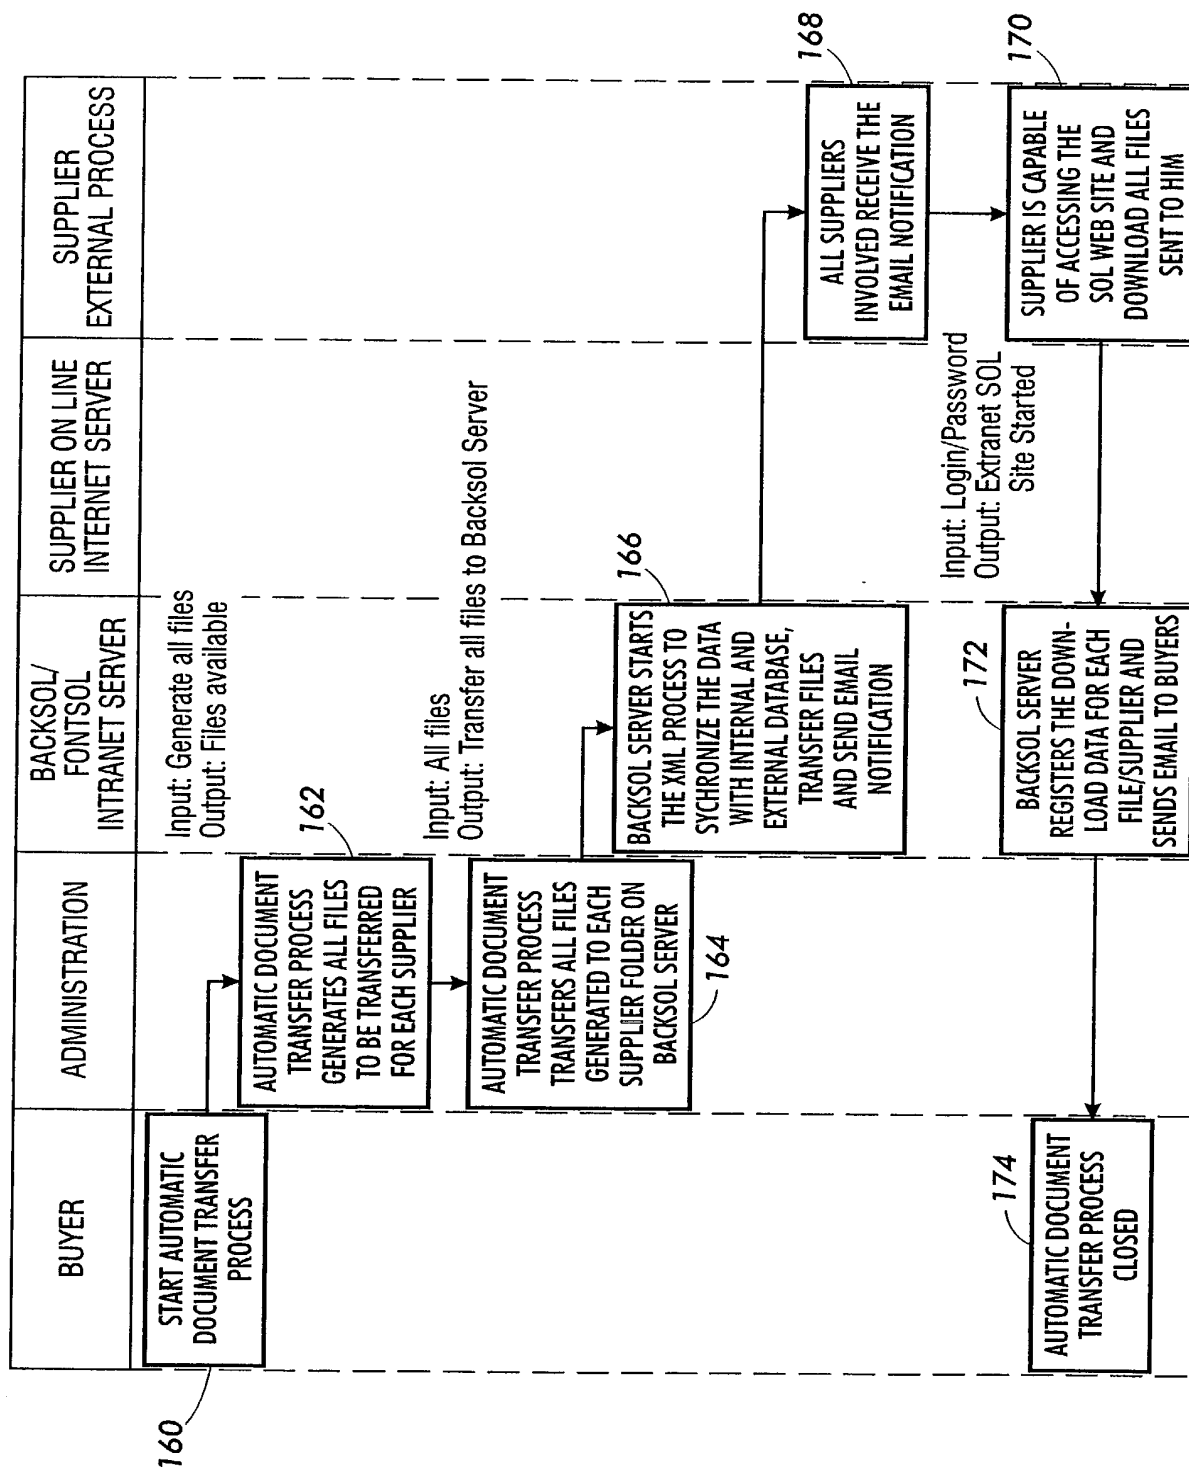 BUYER
ADMINISTRATION
BACKSOL/
FONTSOL
INTRANET SERVER
SUPPLIER ON LINE
INTERNET SERVER
SUPPLIER
EXTERNAL PROCESS
160
START AUTOMATIC
DOCUMENT TRANSFER
PROCESS
Input: Generate all files
Output: Files available
162
AUTOMATIC DOCUMENT
TRANSFER PROCESS
GENERATES ALL FILES
TO BE TRANSFERRED
FOR EACH SUPPLIER
Input: All files
Output: Transfer all files to Backsol Server
AUTOMATIC DOCUMENT
TRANSFER PROCESS
TRANSFERS ALL FILES
GENERATED TO EACH
SUPPLIER FOLDER ON
BACKSOL SERVER
164
166
BACKSOL SERVER STARTS
THE XML PROCESS TO
SYCHRONIZE THE DATA
WITH INTERNAL AND
EXTERNAL DATABASE,
TRANSFER FILES
AND SEND EMAIL
NOTIFICATION
168
ALL SUPPLIERS
INVOLVED RECEIVE THE
EMAIL NOTIFICATION
Input: Login/Password
Output: Extranet SOL
Site Started
170
SUPPLIER IS CAPABLE
OF ACCESSING THE
SOL WEB SITE AND
DOWNLOAD ALL FILES
SENT TO HIM
172
BACKSOL SERVER
REGISTERS THE DOWN-
LOAD DATA FOR EACH
FILE/SUPPLIER AND
SENDS EMAIL TO BUYERS
174
AUTOMATIC DOCUMENT
TRANSFER PROCESS
CLOSED